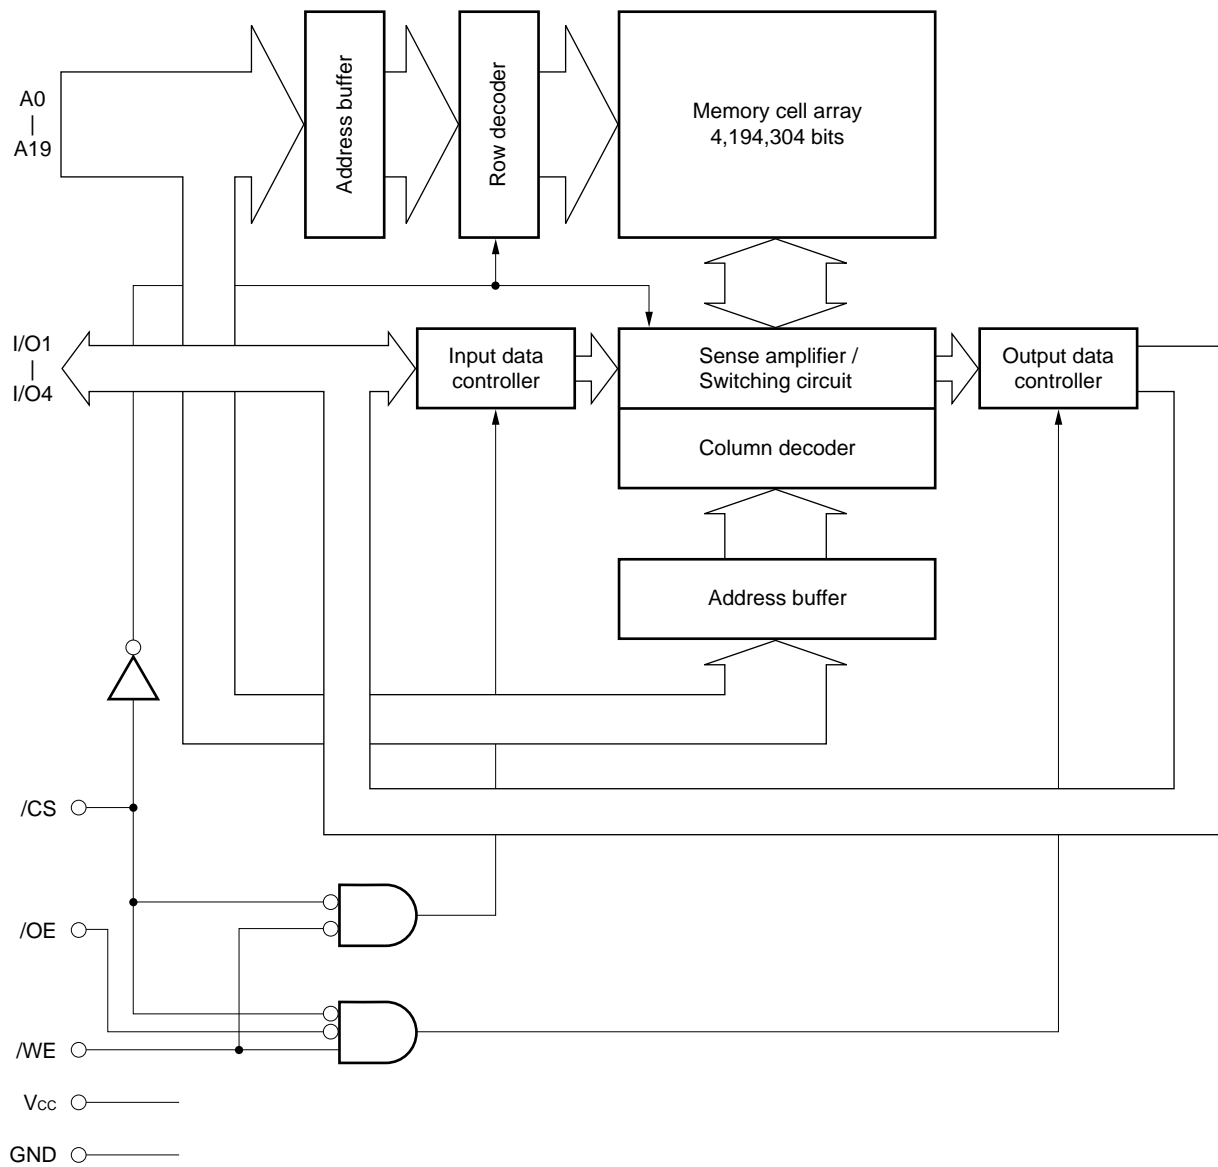 A0
|
A19
Address buffer
Row decoder
Memory cell array
4,194,304 bits
I/O1
|
I/O4
Input data
controller
Sense amplifier /
Switching circuit
Output data
controller
Column decoder
Address buffer
/CS
/OE
/WE
VCC
GND